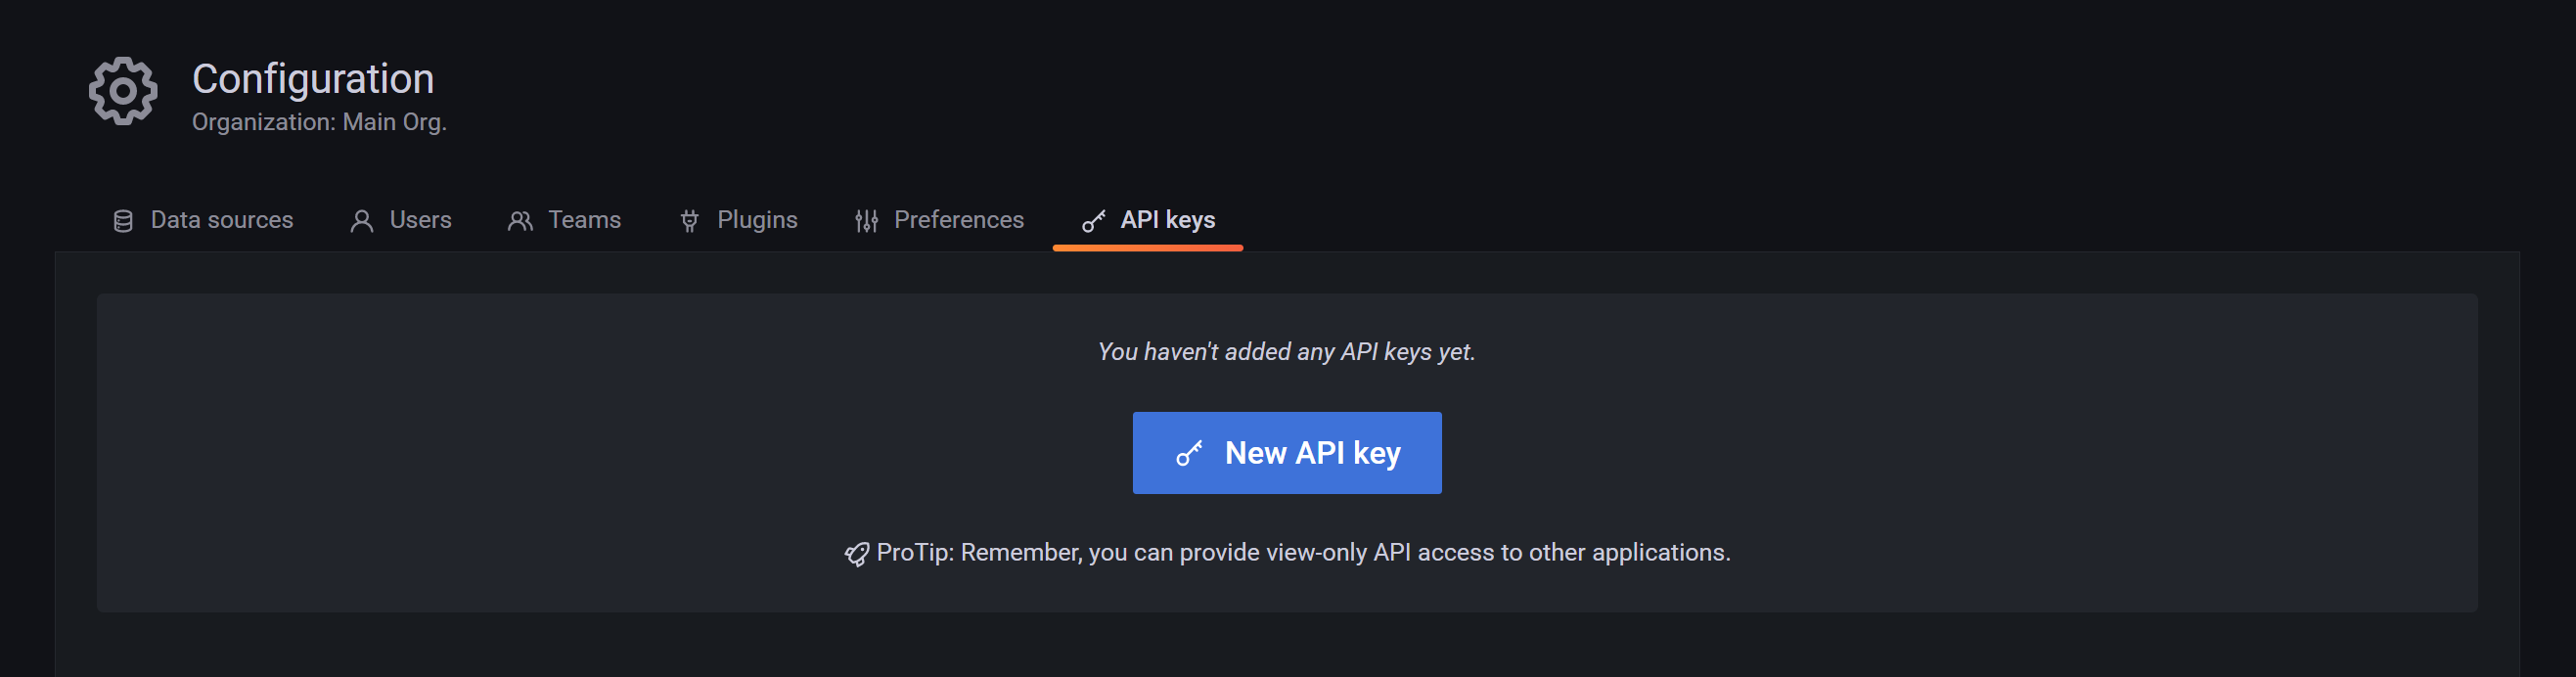 Configuration
Organization: Main Org.
Data sources Users Teams Plugins Preferences API keys
You haven't added any API keys yet.
New API key
ProTip: Remember, you can provide view-only API access to other applications.